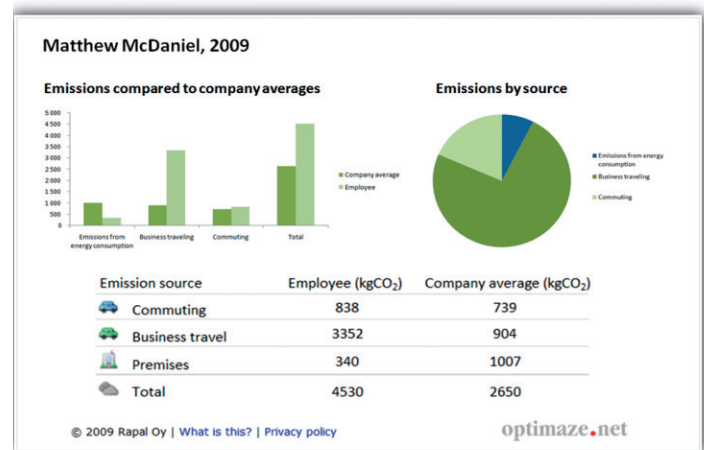 Matthew McDaniel, 2009
Emissions compared to company averages
5 000
4 500
4 000
3 500
3 000
2 500
2 000
1 500
1 000
500
0
Emissions from
energy consumption
Business traveling
Commuting
Total
Company average
Employee
Emissions by source
Emissions from energy
consumption
Business traveling
Commuting
Emission source Employee (kgCO₂) Company average (kgCO₂)
Commuting 838 739
Business travel 3352 904
Premises 340 1007
Total 4530 2650
© 2009 Rapal Oy | What is this? | Privacy policy
optimaze.net